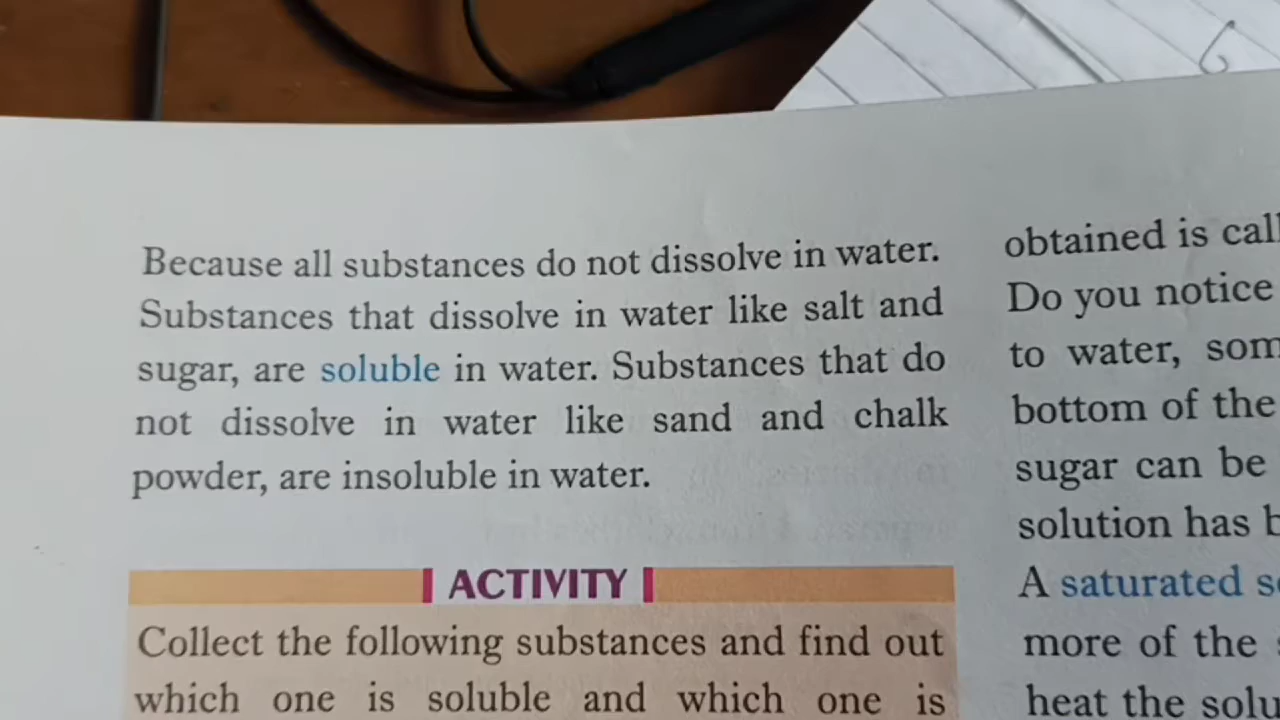 Because all substances do not dissolve in water.
Substances that dissolve in water like salt and
sugar, are soluble in water. Substances that do
not dissolve in water like sand and chalk
powder, are insoluble in water.
ACTIVITY
Collect the following substances and find out
which one is soluble and which one is
obtained is
Do you notice
to water,
bottom of the
sugar can be
solution has
A saturated
more of the
heat the